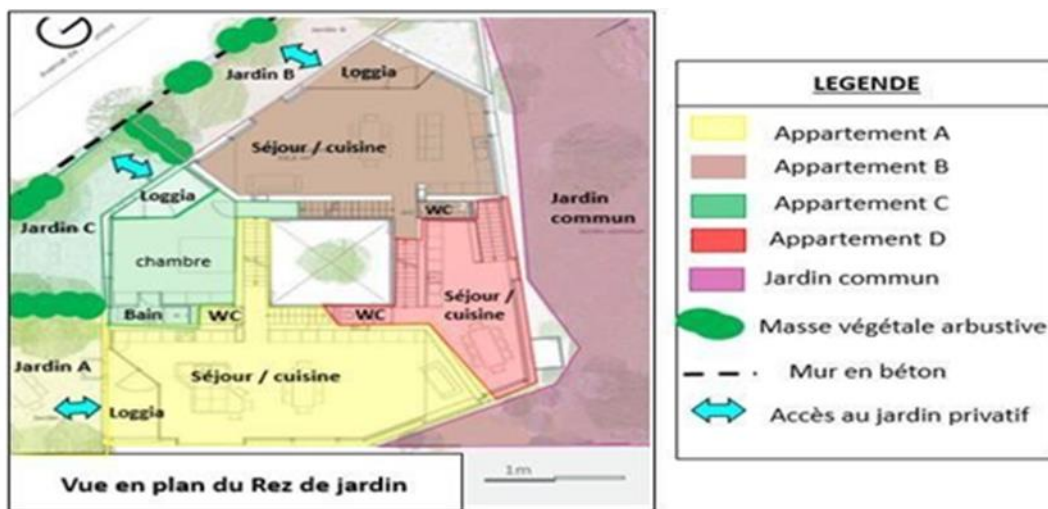 G
Jardin B
Loggia
Séjour / cuisine
Loggia
Jardin C
WC
Jardin
commun
Jardin commun
chambre
Bain
WC
WC
Séjour /
cuisine
Jardin A
Séjour / cuisine
Loggia
Vue en plan du Rez de jardin
1m
LEGENDE
Appartement A
Appartement B
Appartement C
Appartement D
Jardin commun
Masse végétale arbustive
Mur en béton
Accès au jardin privatif